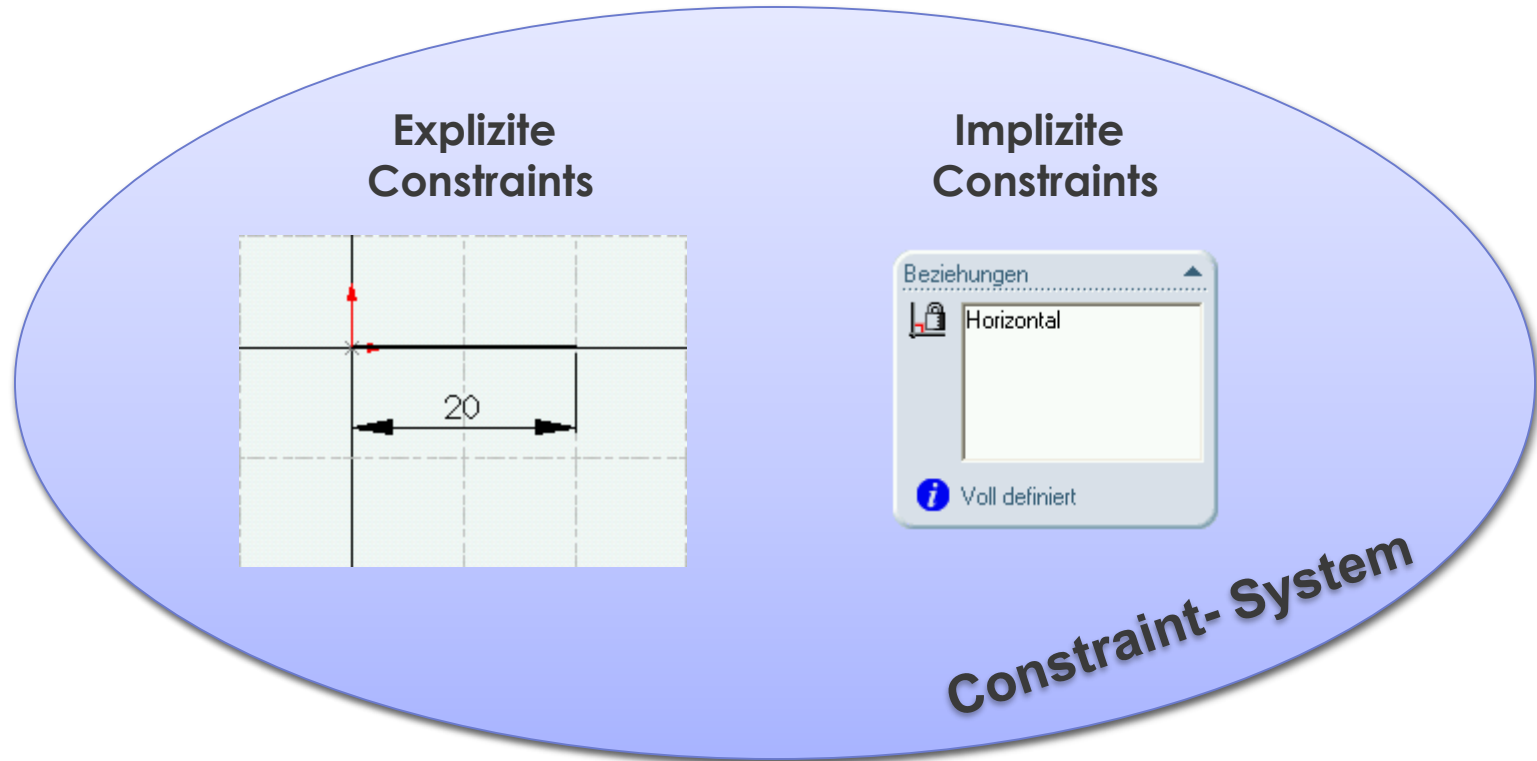 Explizite
Constraints
20
Implizite
Constraints
Beziehungen
Horizontal
i Voll definiert
Constraint- System